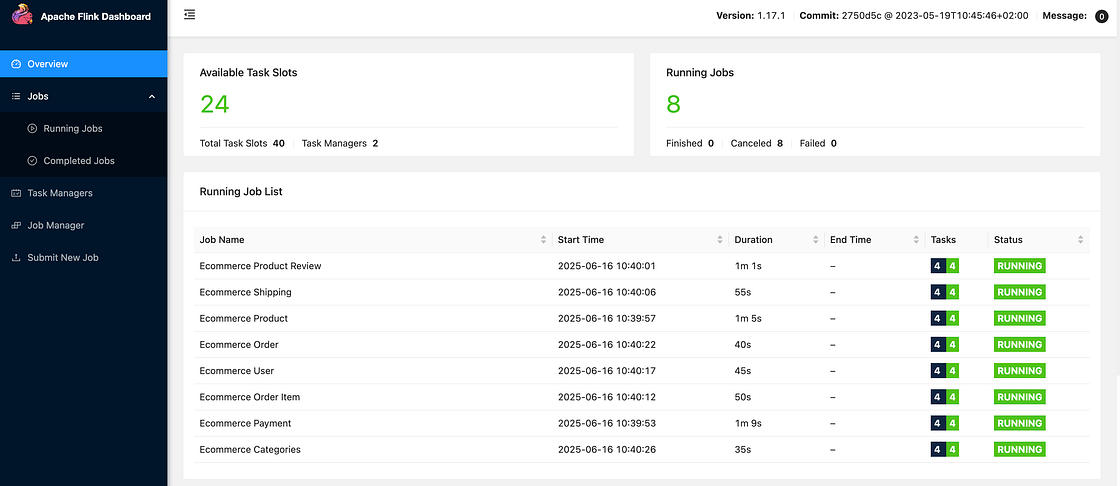 Apache Flink Dashboard
Version: 1.17.1 Commit: 2750d5c @ 2023-05-19T10:45:46+02:00 Message: 0
Overview
Jobs
Running Jobs
Completed Jobs
Task Managers
Job Manager
Submit New Job
Available Task Slots
24
Total Task Slots 40 Task Managers 2
Running Jobs
8
Finished 0 Canceled 8 Failed 0
Running Job List
Job Name Start Time Duration End Time Tasks Status
Ecommerce Product Review 2025-06-16 10:40:01 1m 1s – 4 4 RUNNING
Ecommerce Shipping 2025-06-16 10:40:06 55s – 4 4 RUNNING
Ecommerce Product 2025-06-16 10:39:57 1m 5s – 4 4 RUNNING
Ecommerce Order 2025-06-16 10:40:22 40s – 4 4 RUNNING
Ecommerce User 2025-06-16 10:40:17 45s – 4 4 RUNNING
Ecommerce Order Item 2025-06-16 10:40:12 50s – 4 4 RUNNING
Ecommerce Payment 2025-06-16 10:39:53 1m 9s – 4 4 RUNNING
Ecommerce Categories 2025-06-16 10:40:26 35s – 4 4 RUNNING